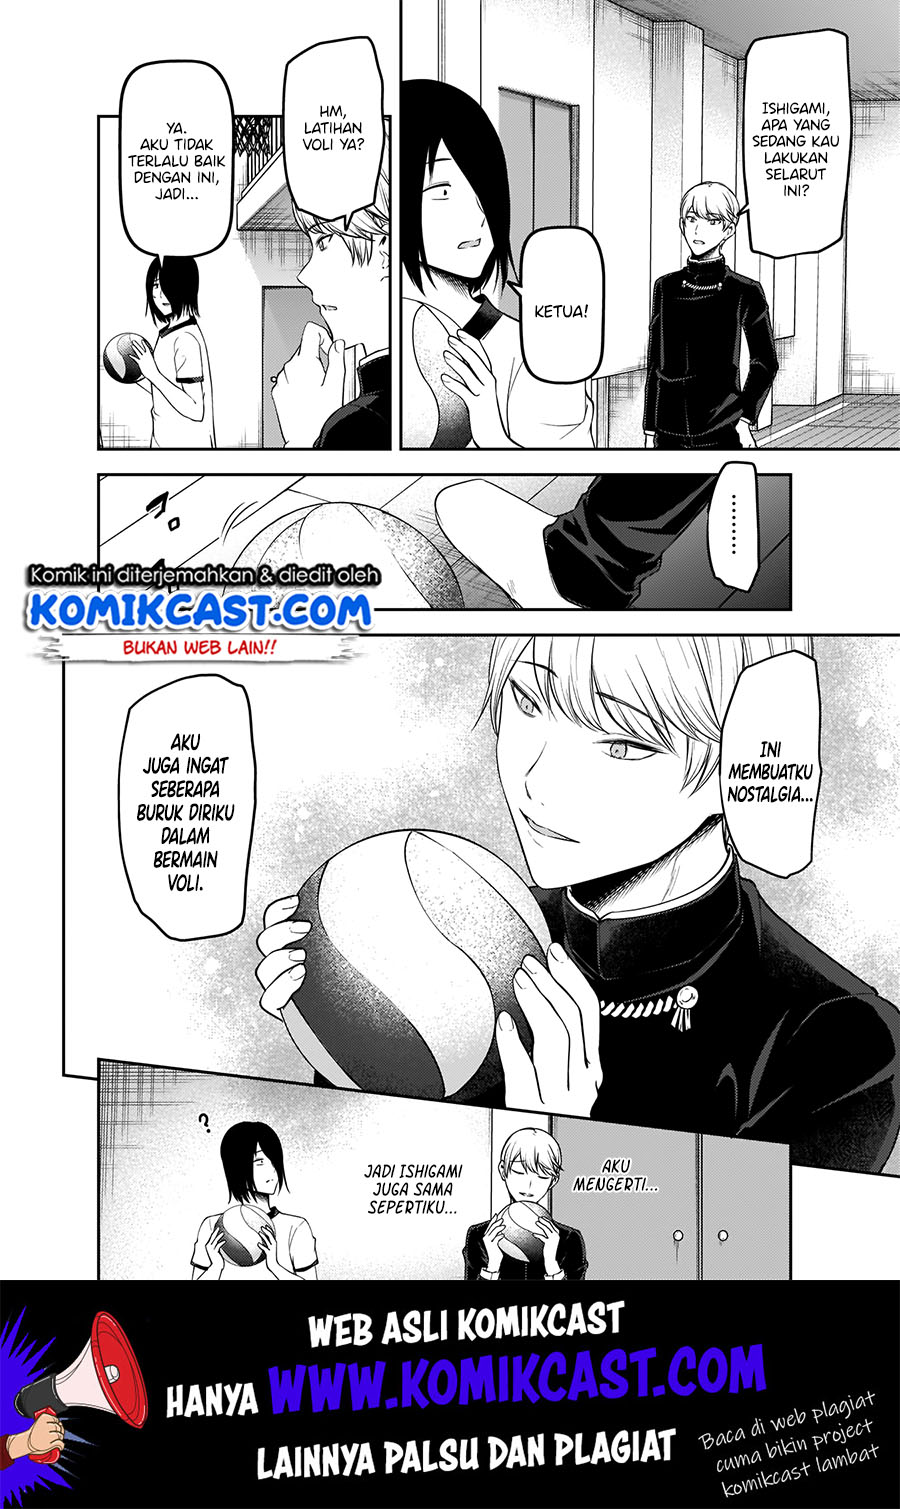 ISHIGAMI,
APA YANG
SEDANG KAU
LAKUKAN
SELARUT
INI?
KETUA!
HM,
LATIHAN
VOLI YA?
YA.
AKU TIDAK
TERLALU BAIK
DENGAN INI,
JADI...
.........
Komik ini diterjemahkan & diedit oleh
KOMIKCAST.COM
BUKAN WEB LAIN!!
INI
MEMBUATKU
NOSTALGIA...
AKU
JUGA INGAT
SEBERAPA
BURUK DIRIKU
DALAM
BERMAIN
VOLI.
AKU
MENGERTI...
JADI ISHIGAMI
JUGA SAMA
SEPERTIKU...
?
WEB ASLI KOMIKCAST
HANYA WWW.KOMIKCAST.COM
LAINNYA PALSU DAN PLAGIAT
Baca di web plagiat
cuma bikin project
komikcast lambat